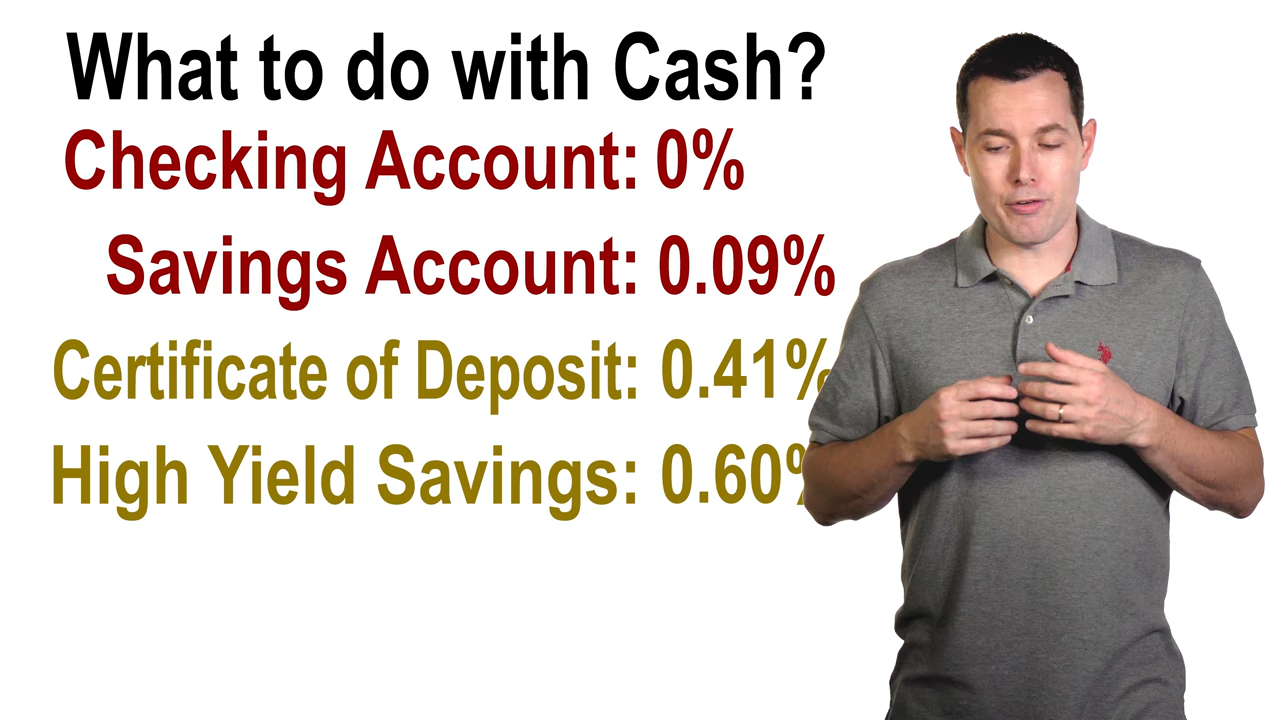 What to do with Cash?
Checking Account: 0%
Savings Account: 0.09%
Certificate of Deposit: 0.41%
High Yield Savings: 0.60%